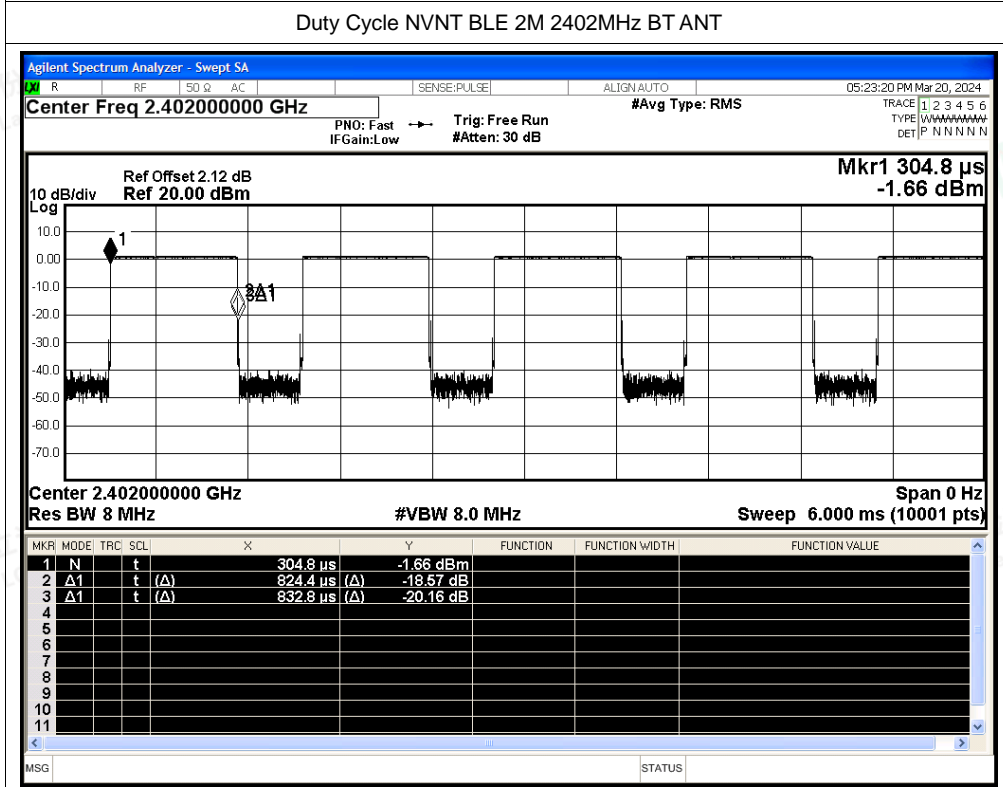 Duty Cycle NVNT BLE 2M 2402MHz BT ANT
Agilent Spectrum Analyzer - Swept SA
LXI R RF 50 Ω AC SENSE:PULSE ALIGN AUTO 05:23:20 PM Mar 20, 2024
Center Freq 2.402000000 GHz #Avg Type: RMS TRACE 1 2 3 4 5 6
PNO: Fast Trig: Free Run TYPE
IFGain:Low #Atten: 30 dB DET P N N N N N
Mkr1 304.8 µs
Ref Offset 2.12 dB
10 dB/div Ref 20.00 dBm -1.66 dBm
Log
10.0
1
0.00
-10.0
3Δ1
-20.0
-30.0
-40.0
-50.0
-60.0
-70.0
Center 2.402000000 GHz Span 0 Hz
Res BW 8 MHz #VBW 8.0 MHz Sweep 6.000 ms (10001 pts)
MKR MODE TRC SCL X Y FUNCTION FUNCTION WIDTH FUNCTION VALUE
1 N t 304.8 µs -1.66 dBm
2 Δ1 t (Δ) 824.4 µs (Δ) -18.57 dB
3 Δ1 t (Δ) 832.8 µs (Δ) -20.16 dB
4
5
6
7
8
9
10
11
MSG STATUS